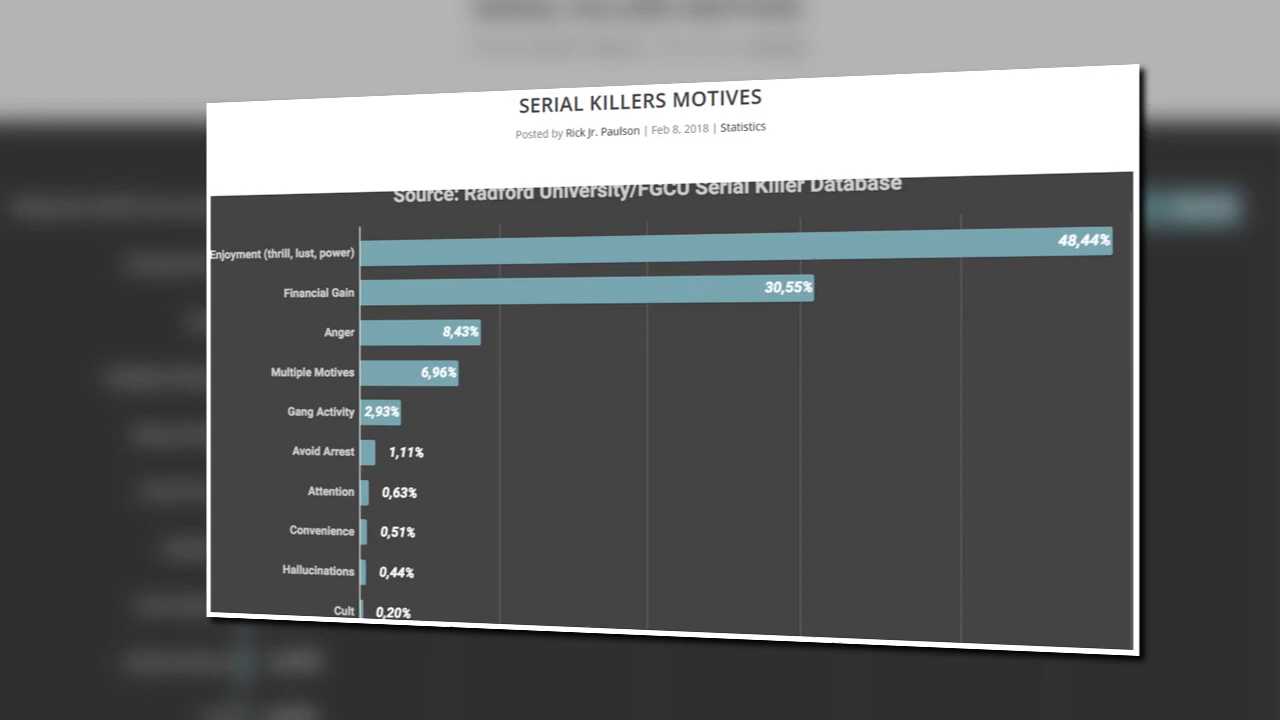 SERIAL KILLERS MOTIVES
Posted by Rick Jr. Paulson | Feb 8, 2018 | Statistics
Source: Radford University/FGCU Serial Killer Database
Enjoyment (thrill, lust, power) 48,44%
Financial Gain 30,55%
Anger 8,43%
Multiple Motives 6,96%
Gang Activity 2,93%
Avoid Arrest 1,11%
Attention 0,63%
Convenience 0,51%
Hallucinations 0,44%
Cult 0,20%